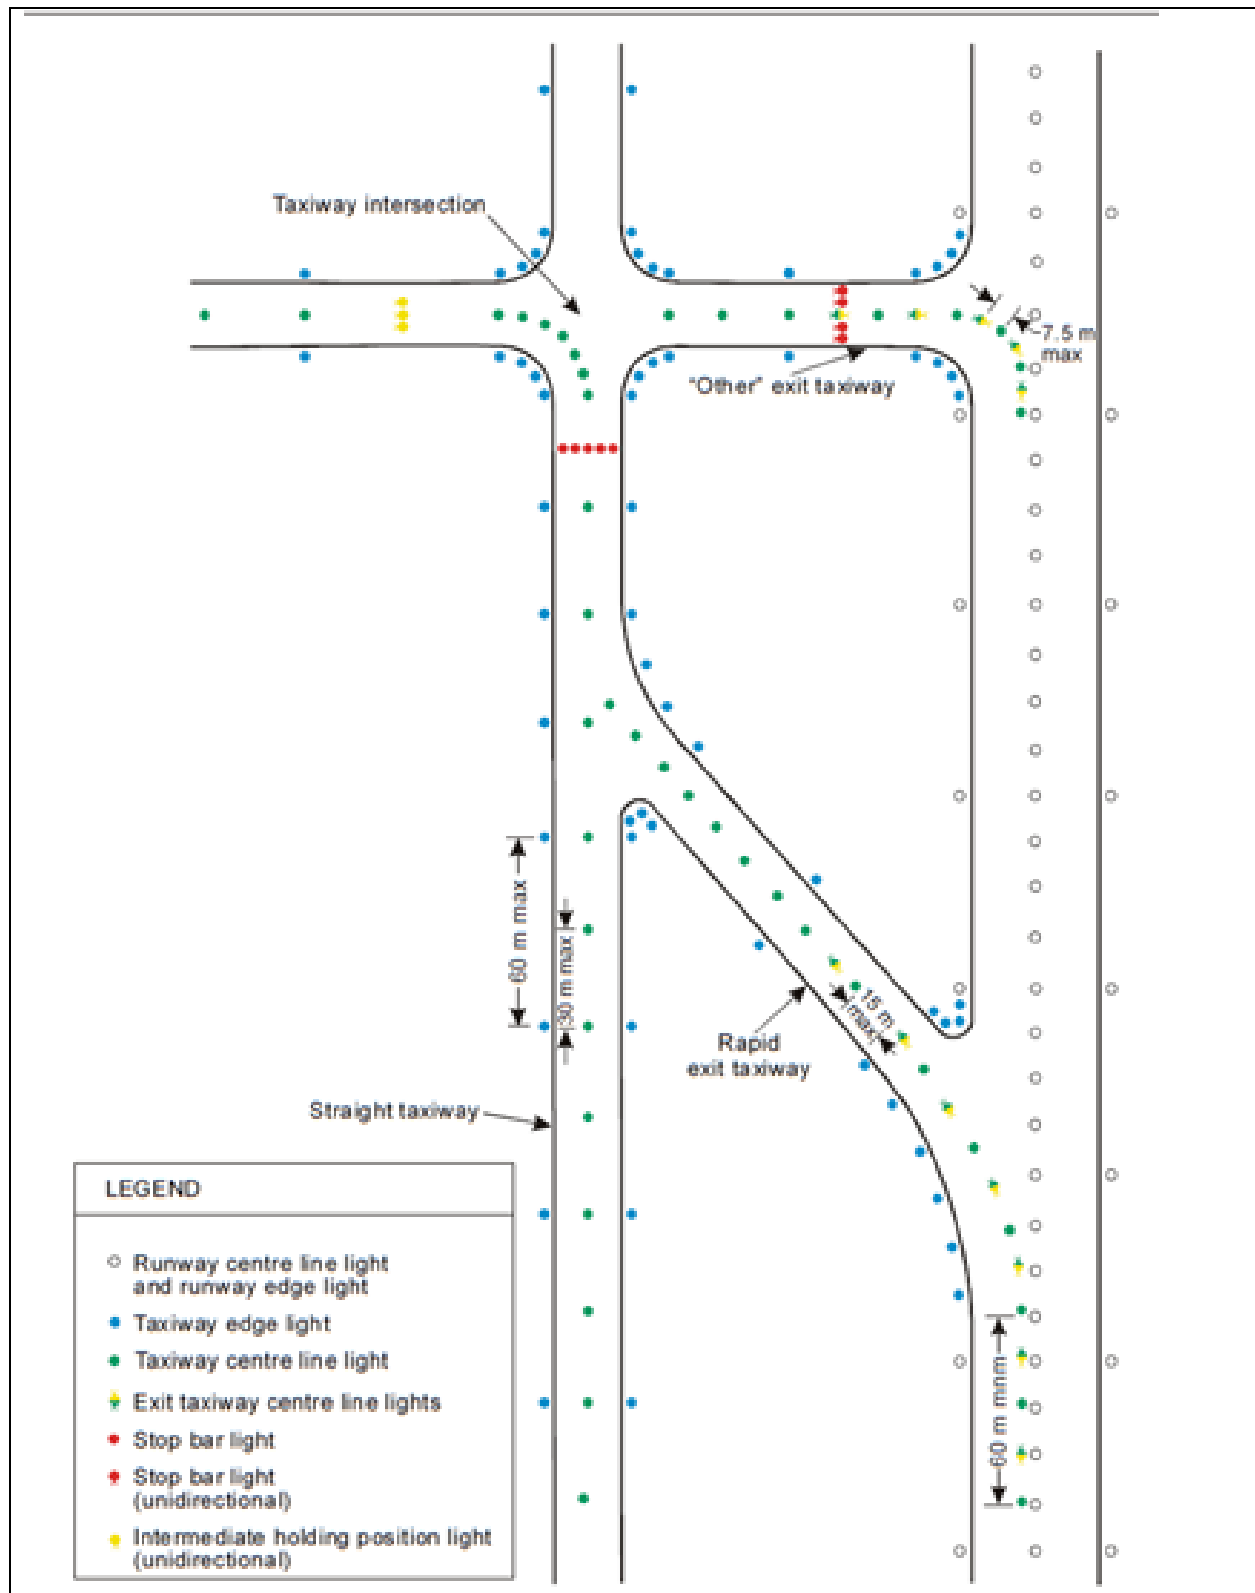 Taxiway intersection
7.5 m
max
"Other" exit taxiway
60 m max
30 m max
15 m
max
Rapid
exit taxiway
Straight taxiway
60 m mnm
LEGEND
Runway centre line light
and runway edge light
Taxiway edge light
Taxiway centre line light
Exit taxiway centre line lights
Stop bar light
Stop bar light
(unidirectional)
Intermediate holding position light
(unidirectional)